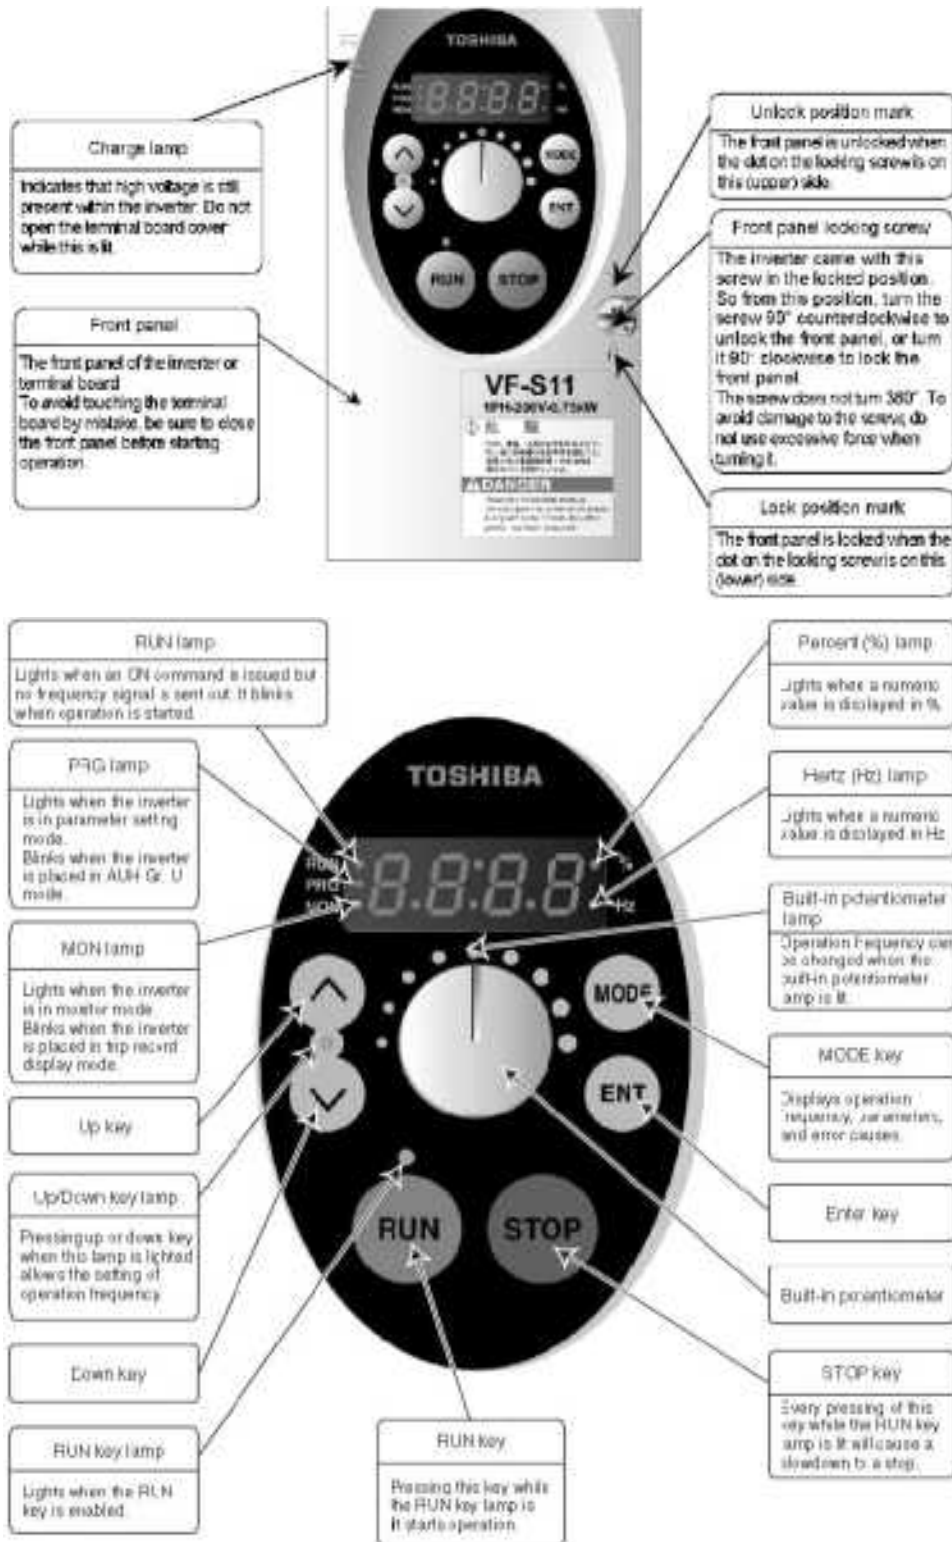 TOSHIBA
8.8.8.8
MODE
ENT
RUN
STOP
Charge lamp
Indicates that high voltage is still
present within the inverter. Do not
open the terminal board cover
while this is lit.
Front panel
The front panel of the inverter or
terminal board
To avoid touching the terminal
board by mistake, be sure to close
the front panel before starting
operation.
Unlock position mark
The front panel is unlocked when
the dot on the locking screw is on
this (upper) side.
Front panel locking screw
The inverter came with this
screw in the locked position.
So from this position, turn the
screw 90° counterclockwise to
unlock the front panel, or turn
it 90° clockwise to lock the
front panel.
The screw does not turn 360°. To
avoid damage to the screw, do
not use excessive force when
turning it.
Lock position mark
The front panel is locked when the
dot on the locking screw is on this
(lower) side.
VF-S11
DANGER
RUN lamp
Lights when an ON command is issued but
no frequency signal is sent out. It blinks
when operation is started.
PRG lamp
Lights when the inverter
is in parameter setting
mode.
Blinks when the inverter
is placed in AUH Gr. U
mode.
MON lamp
Lights when the inverter
is in monitor mode.
Blinks when the inverter
is placed in trip record
display mode.
Up key
Up/Down key lamp
Pressing up or down key
when this lamp is lighted
allows the setting of
operation frequency.
Down key
RUN key lamp
Lights when the RUN
key is enabled.
TOSHIBA
RUN
PRG
MON
8.8.8.8
%
Hz
MODE
ENT
RUN
STOP
RUN key
Pressing this key while
the RUN key lamp is
lit starts operation.
Percent (%) lamp
Lights when a numeric
value is displayed in %.
Hertz (Hz) lamp
Lights when a numeric
value is displayed in Hz.
Built-in potentiometer
lamp
Operation frequency can
be changed when the
built-in potentiometer
lamp is lit.
MODE key
Displays operation
frequency, parameters,
and error causes.
Enter key
Built-in potentiometer
STOP key
Every pressing of this
key while the RUN key
lamp is lit will cause a
slowdown to a stop.